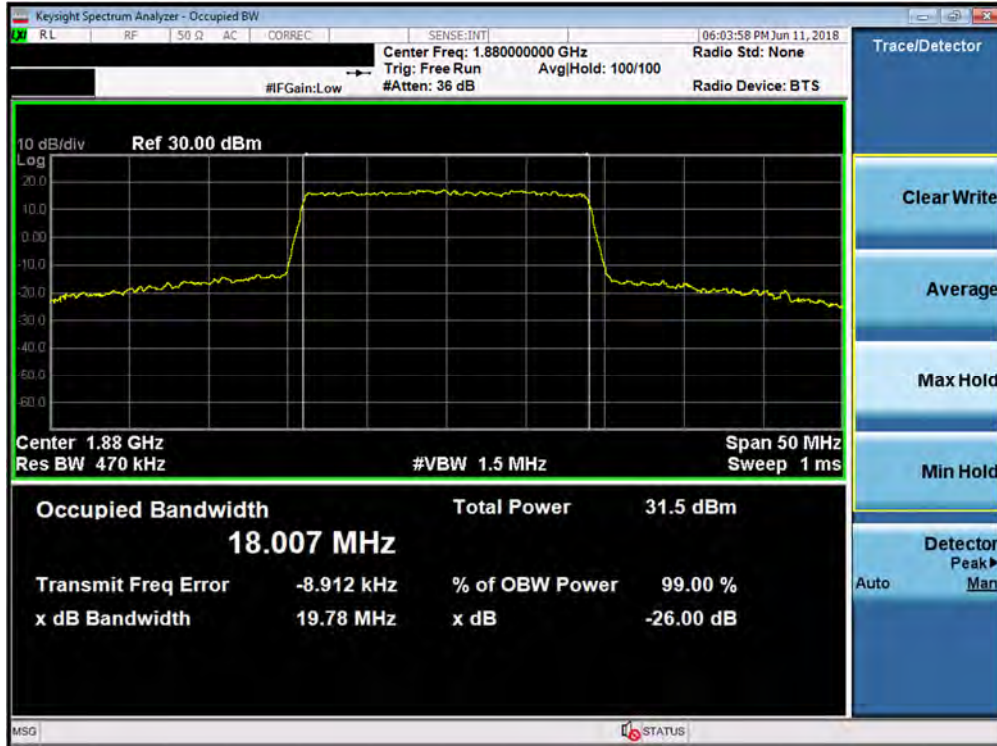 Keysight Spectrum Analyzer - Occupied BW
LXI RL RF 50 Ω AC CORREC SENSE:INT 06:03:58 PM Jun 11, 2018
Center Freq: 1.880000000 GHz Radio Std: None
Trig: Free Run Avg|Hold: 100/100
#IFGain:Low #Atten: 36 dB Radio Device: BTS
10 dB/div Ref 30.00 dBm
Log
20.0
10.0
0.00
-10.0
-20.0
-30.0
-40.0
-50.0
-60.0
Center 1.88 GHz Span 50 MHz
Res BW 470 kHz #VBW 1.5 MHz Sweep 1 ms
Occupied Bandwidth Total Power 31.5 dBm
18.007 MHz
Transmit Freq Error -8.912 kHz % of OBW Power 99.00 %
x dB Bandwidth 19.78 MHz x dB -26.00 dB
MSG STATUS
Trace/Detector
Clear Write
Average
Max Hold
Min Hold
Detector
Peak▶
Auto Man